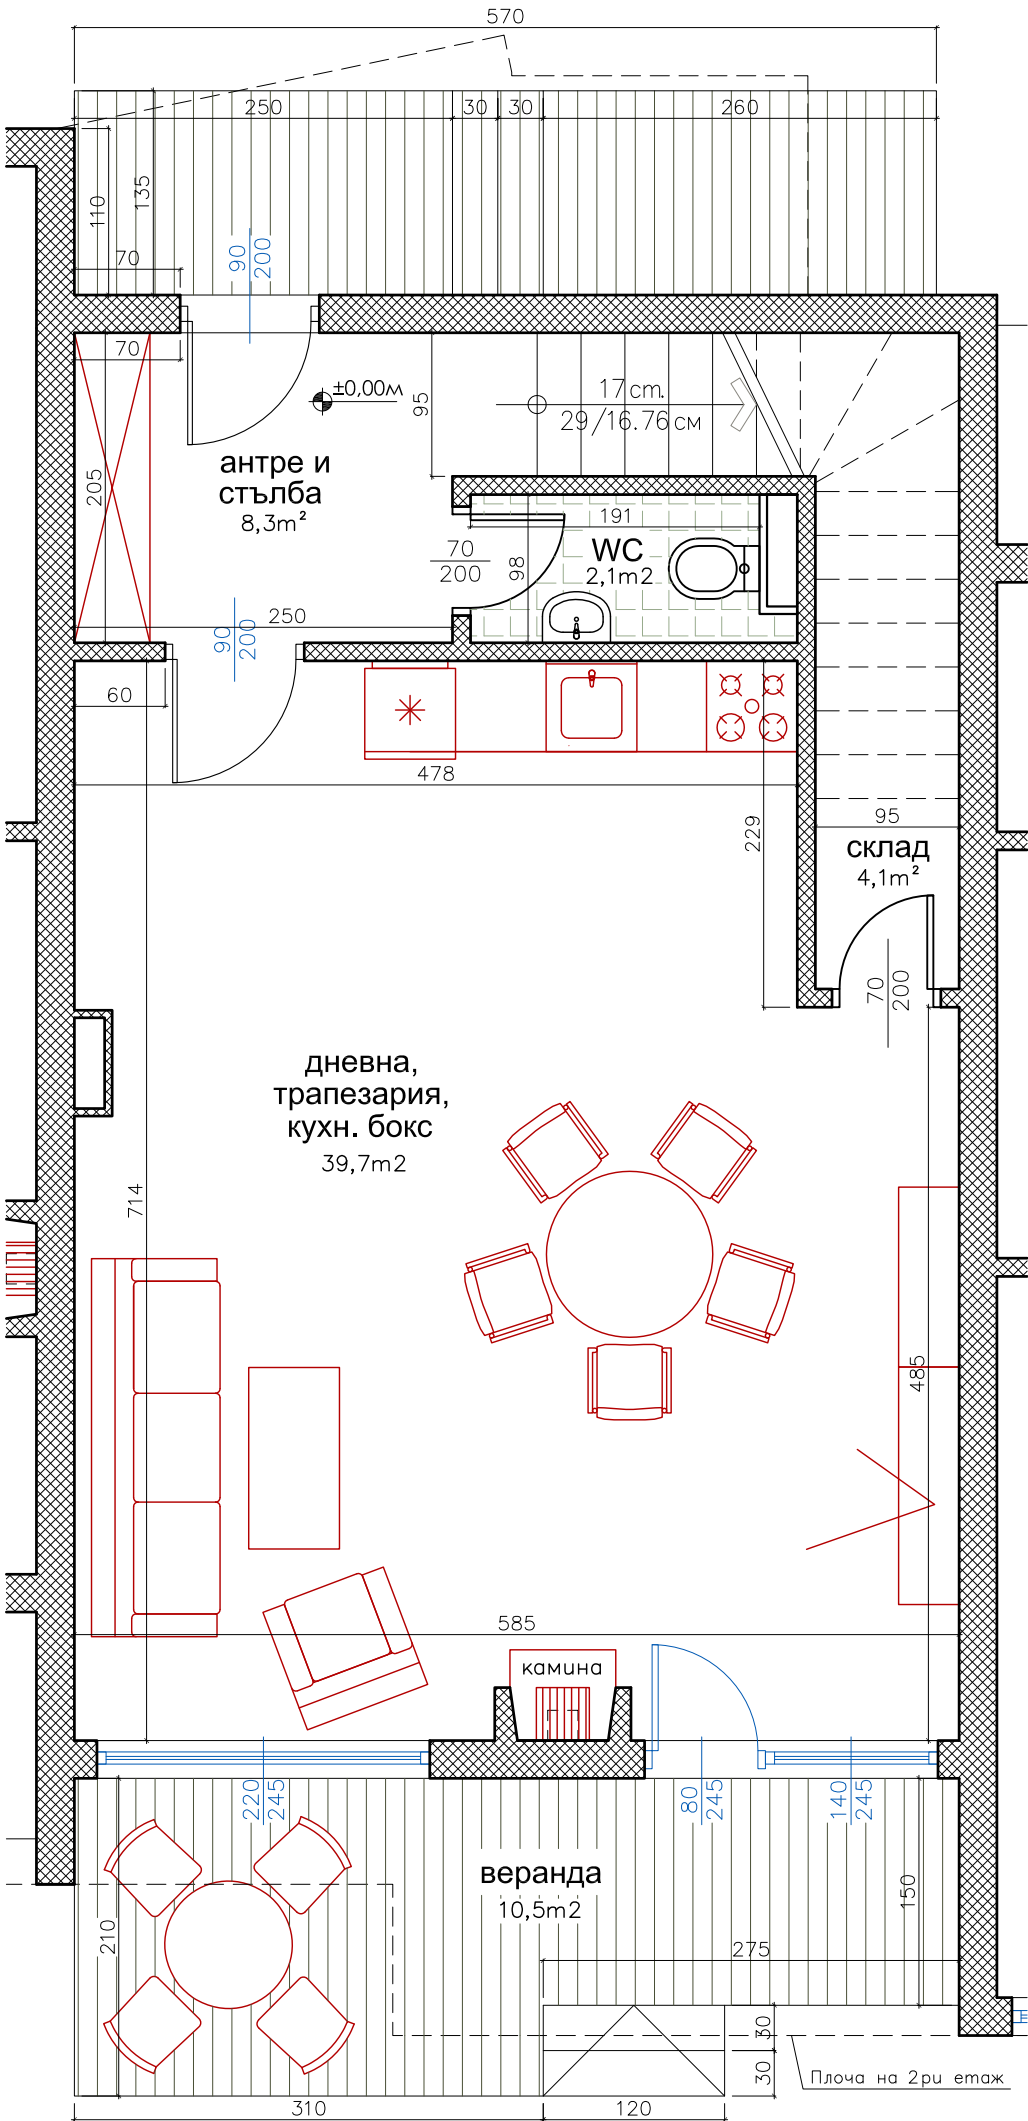 570
250
30
30
260
110
135
70
90
200
70
±0,00м
95
17 ст.
29/16.76 см
антре и
стълба
8,3m²
205
191
WC
2,1m2
70
200
98
250
90
200
60
478
229
95
склад
4,1m²
70
200
дневна,
трапезария,
кухн. бокс
39,7m2
714
485
585
камина
220
245
80
245
140
245
веранда
10,5m2
150
210
275
30
30
Плоча на 2ри етаж
310
120